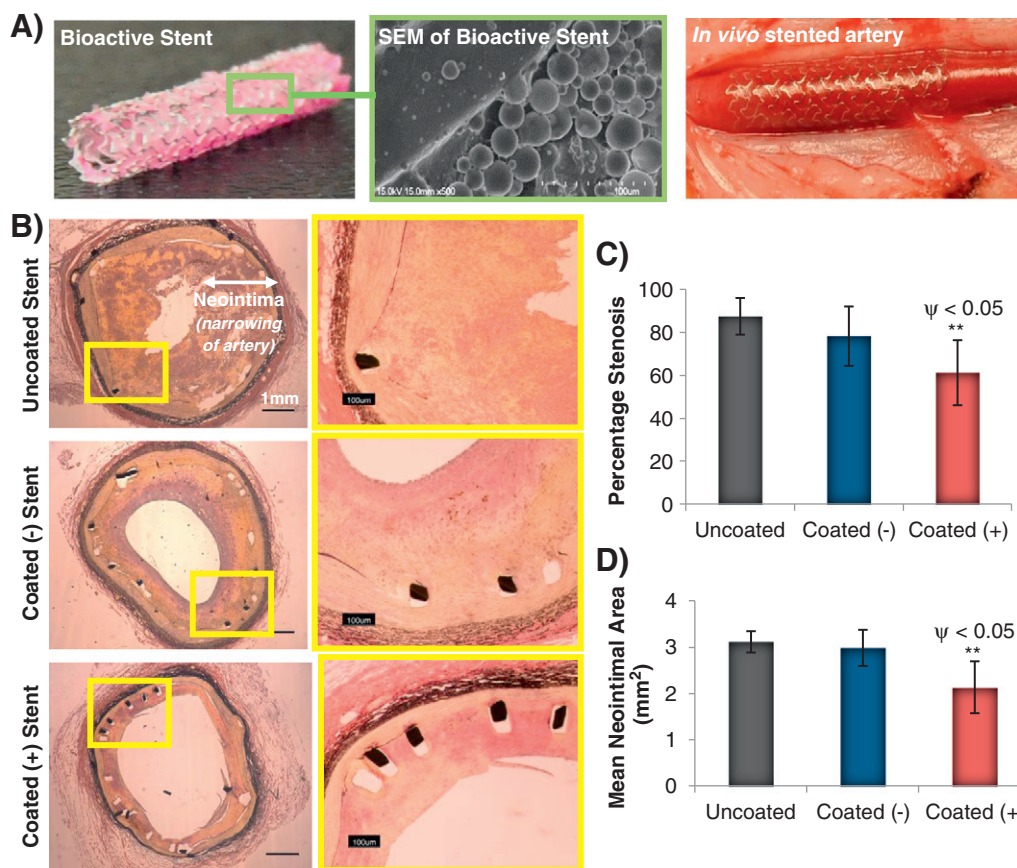 A)
Bioactive Stent
SEM of Bioactive Stent
In vivo stented artery
15.0kV 15.0mm x500
100um
B)
Uncoated Stent
Neointima
(narrowing
of artery)
1mm
100um
Coated (-) Stent
100um
Coated (+) Stent
100um
C)
Percentage Stenosis
100
80
60
40
20
0
ψ < 0.05
**
Uncoated
Coated (-)
Coated (+)
D)
Mean Neointimal Area
(mm²)
4
3
2
1
0
ψ < 0.05
**
Uncoated
Coated (-)
Coated (+